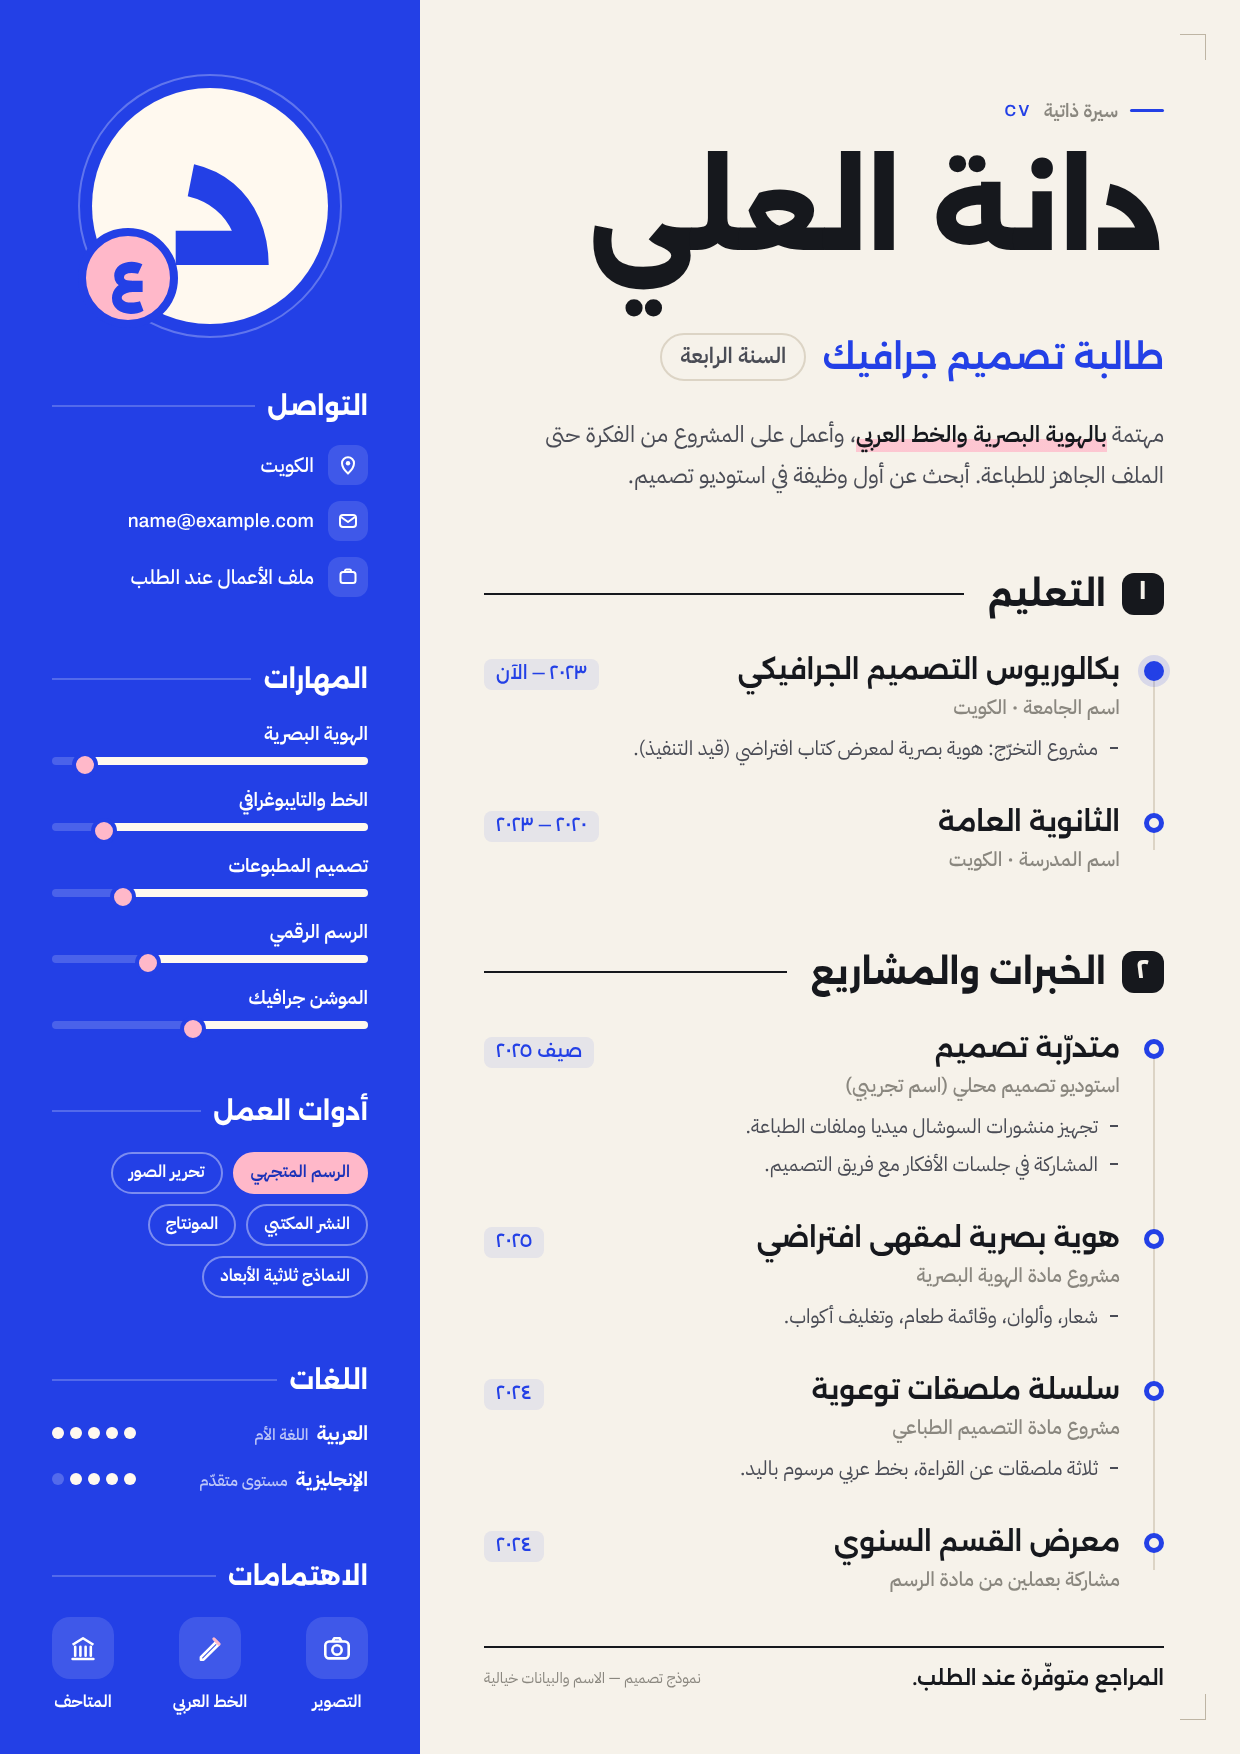 سيرة ذاتية CV
دانة العلي
طالبة تصميم جرافيك السنة الرابعة
مهتمة بالهوية البصرية والخط العربي، وأعمل على المشروع من الفكرة حتى
الملف الجاهز للطباعة. أبحث عن أول وظيفة في استوديو تصميم.
١ التعليم
بكالوريوس التصميم الجرافيكي ٢٠٢٣ – الآن
اسم الجامعة · الكويت
- مشروع التخرّج: هوية بصرية لمعرض كتاب افتراضي (قيد التنفيذ).
الثانوية العامة ٢٠٢٠ – ٢٠٢٣
اسم المدرسة · الكويت
٢ الخبرات والمشاريع
متدرّبة تصميم صيف ٢٠٢٥
استوديو تصميم محلي (اسم تجريبي)
- تجهيز منشورات السوشال ميديا وملفات الطباعة.
- المشاركة في جلسات الأفكار مع فريق التصميم.
هوية بصرية لمقهى افتراضي ٢٠٢٥
مشروع مادة الهوية البصرية
- شعار، وألوان، وقائمة طعام، وتغليف أكواب.
سلسلة ملصقات توعوية ٢٠٢٤
مشروع مادة التصميم الطباعي
- ثلاثة ملصقات عن القراءة، بخط عربي مرسوم باليد.
معرض القسم السنوي ٢٠٢٤
مشاركة بعملين من مادة الرسم
المراجع متوفّرة عند الطلب.
نموذج تصميم — الاسم والبيانات خيالية
د
ع
التواصل
الكويت
name@example.com
ملف الأعمال عند الطلب
المهارات
الهوية البصرية
الخط والتايبوغرافي
تصميم المطبوعات
الرسم الرقمي
الموشن جرافيك
أدوات العمل
الرسم المتجهي تحرير الصور
النشر المكتبي المونتاج
النماذج ثلاثية الأبعاد
اللغات
العربية اللغة الأم
الإنجليزية مستوى متقدّم
الاهتمامات
التصوير الخط العربي المتاحف